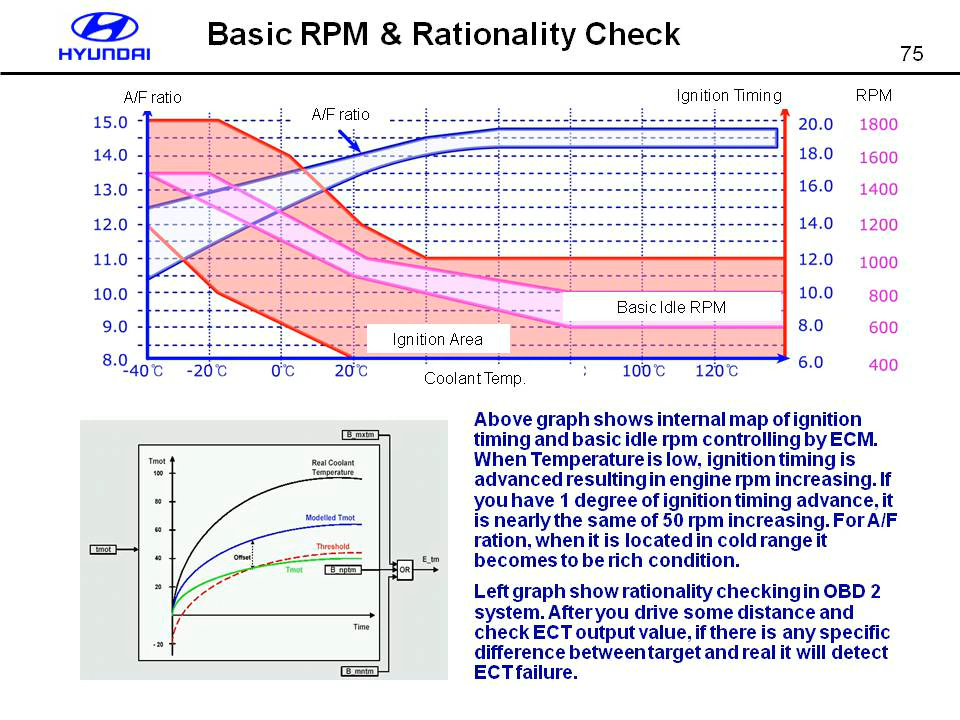 HYUNDAI
Basic RPM & Rationality Check
75
A/F ratio
A/F ratio
Ignition Timing
RPM
15.0
14.0
13.0
12.0
11.0
10.0
9.0
8.0
20.0
18.0
16.0
14.0
12.0
10.0
8.0
6.0
1800
1600
1400
1200
1000
800
600
400
Basic Idle RPM
Ignition Area
-40℃ -20℃ 0℃ 20℃ 100℃ 120℃
Coolant Temp.
Above graph shows internal map of ignition
timing and basic idle rpm controlling by ECM.
When Temperature is low, ignition timing is
advanced resulting in engine rpm increasing. If
you have 1 degree of ignition timing advance, it
is nearly the same of 50 rpm increasing. For A/F
ration, when it is located in cold range it
becomes to be rich condition.
Left graph show rationality checking in OBD 2
system. After you drive some distance and
check ECT output value, if there is any specific
difference between target and real it will detect
ECT failure.
B_mxtm
Tmot
100
80
60
40
20
- 20
Real Coolant
Temperature
Modelled Tmot
Threshold
Offset
Tmot
tmot
B_nptm
OR
E_tm
Time
B_mntm